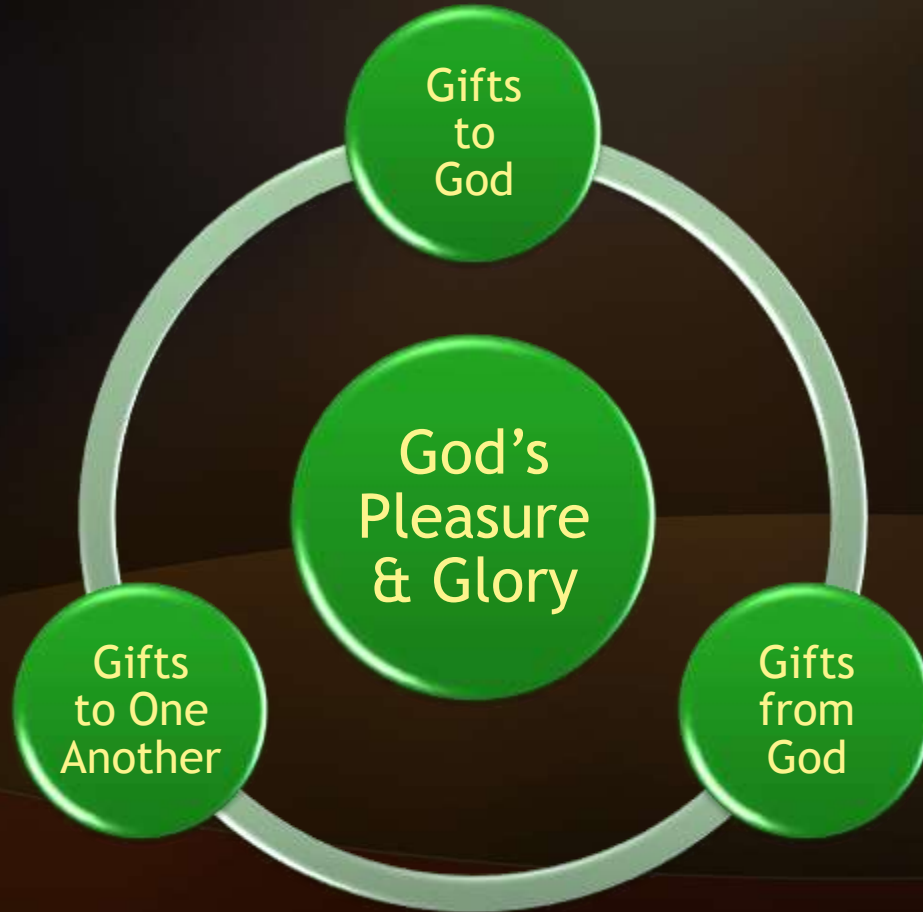 Gifts
to
God
God’s
Pleasure
& Glory
Gifts
to One
Another
Gifts
from
God